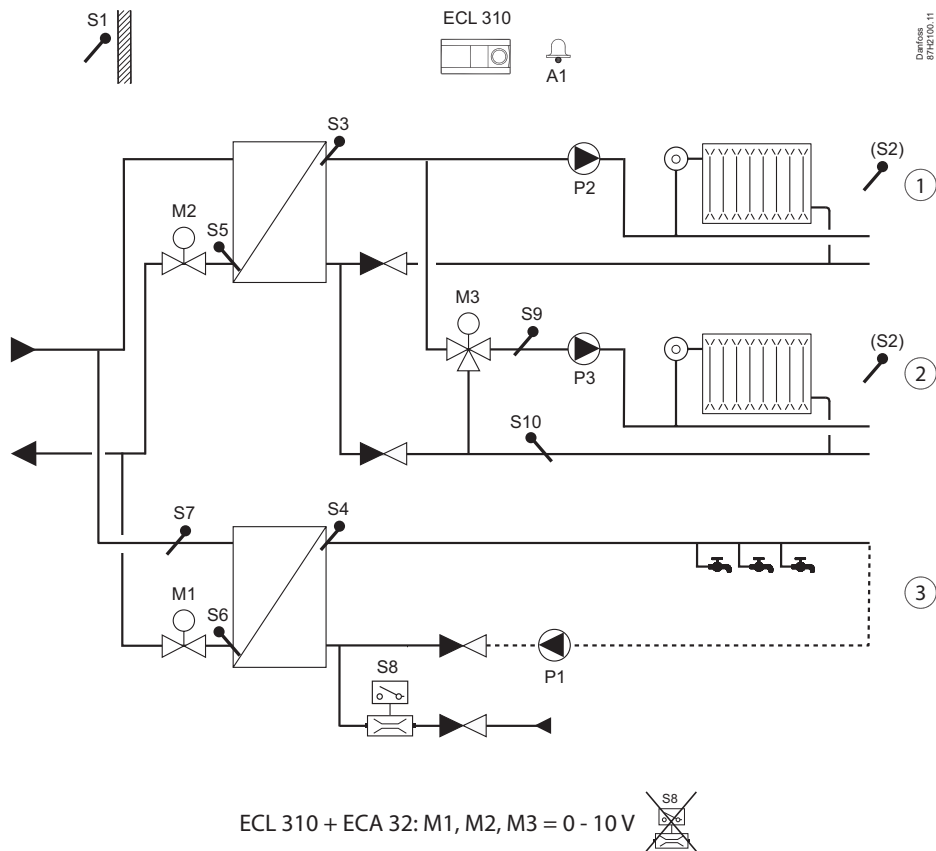 S1
ECL 310
A1
Danfoss
87H2100.11
S3
P2
(S2)
1
M2
S5
M3
S9
P3
(S2)
2
S10
S7
S4
M1
S6
3
P1
S8
ECL 310 + ECA 32: M1, M2, M3 = 0 - 10 V
S8